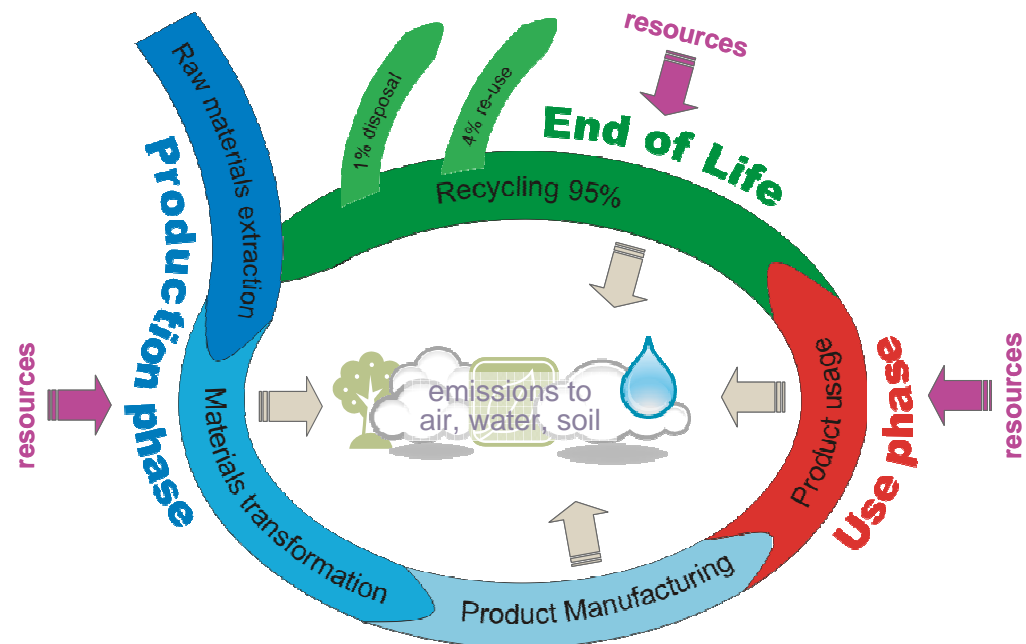 resources
Raw materials extraction
1% disposal
4% re-use
End of Life
Recycling 95%
Production phase
resources
emissions to
air, water, soil
Product usage
Use phase
resources
Materials transformation
Product Manufacturing